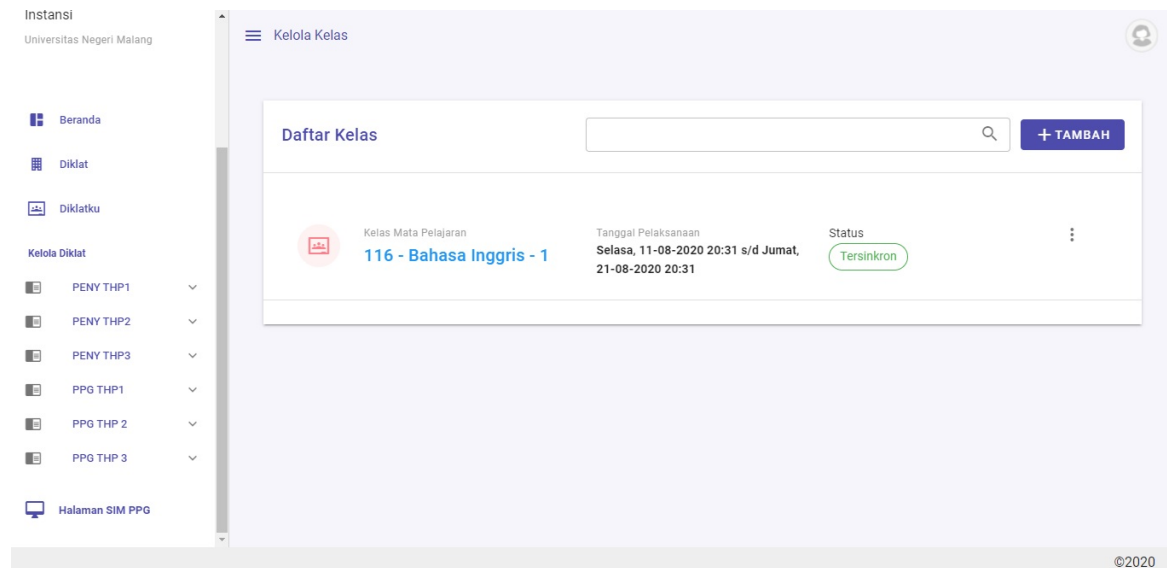 Instansi
Universitas Negeri Malang
Beranda
Diklat
Diklatku
Kelola Diklat
PENY THP1
PENY THP2
PENY THP3
PPG THP1
PPG THP 2
PPG THP 3
Halaman SIM PPG
Kelola Kelas
Daftar Kelas
+ TAMBAH
Kelas Mata Pelajaran
116 - Bahasa Inggris - 1
Tanggal Pelaksanaan
Selasa, 11-08-2020 20:31 s/d Jumat,
21-08-2020 20:31
Status
Tersinkron
©2020